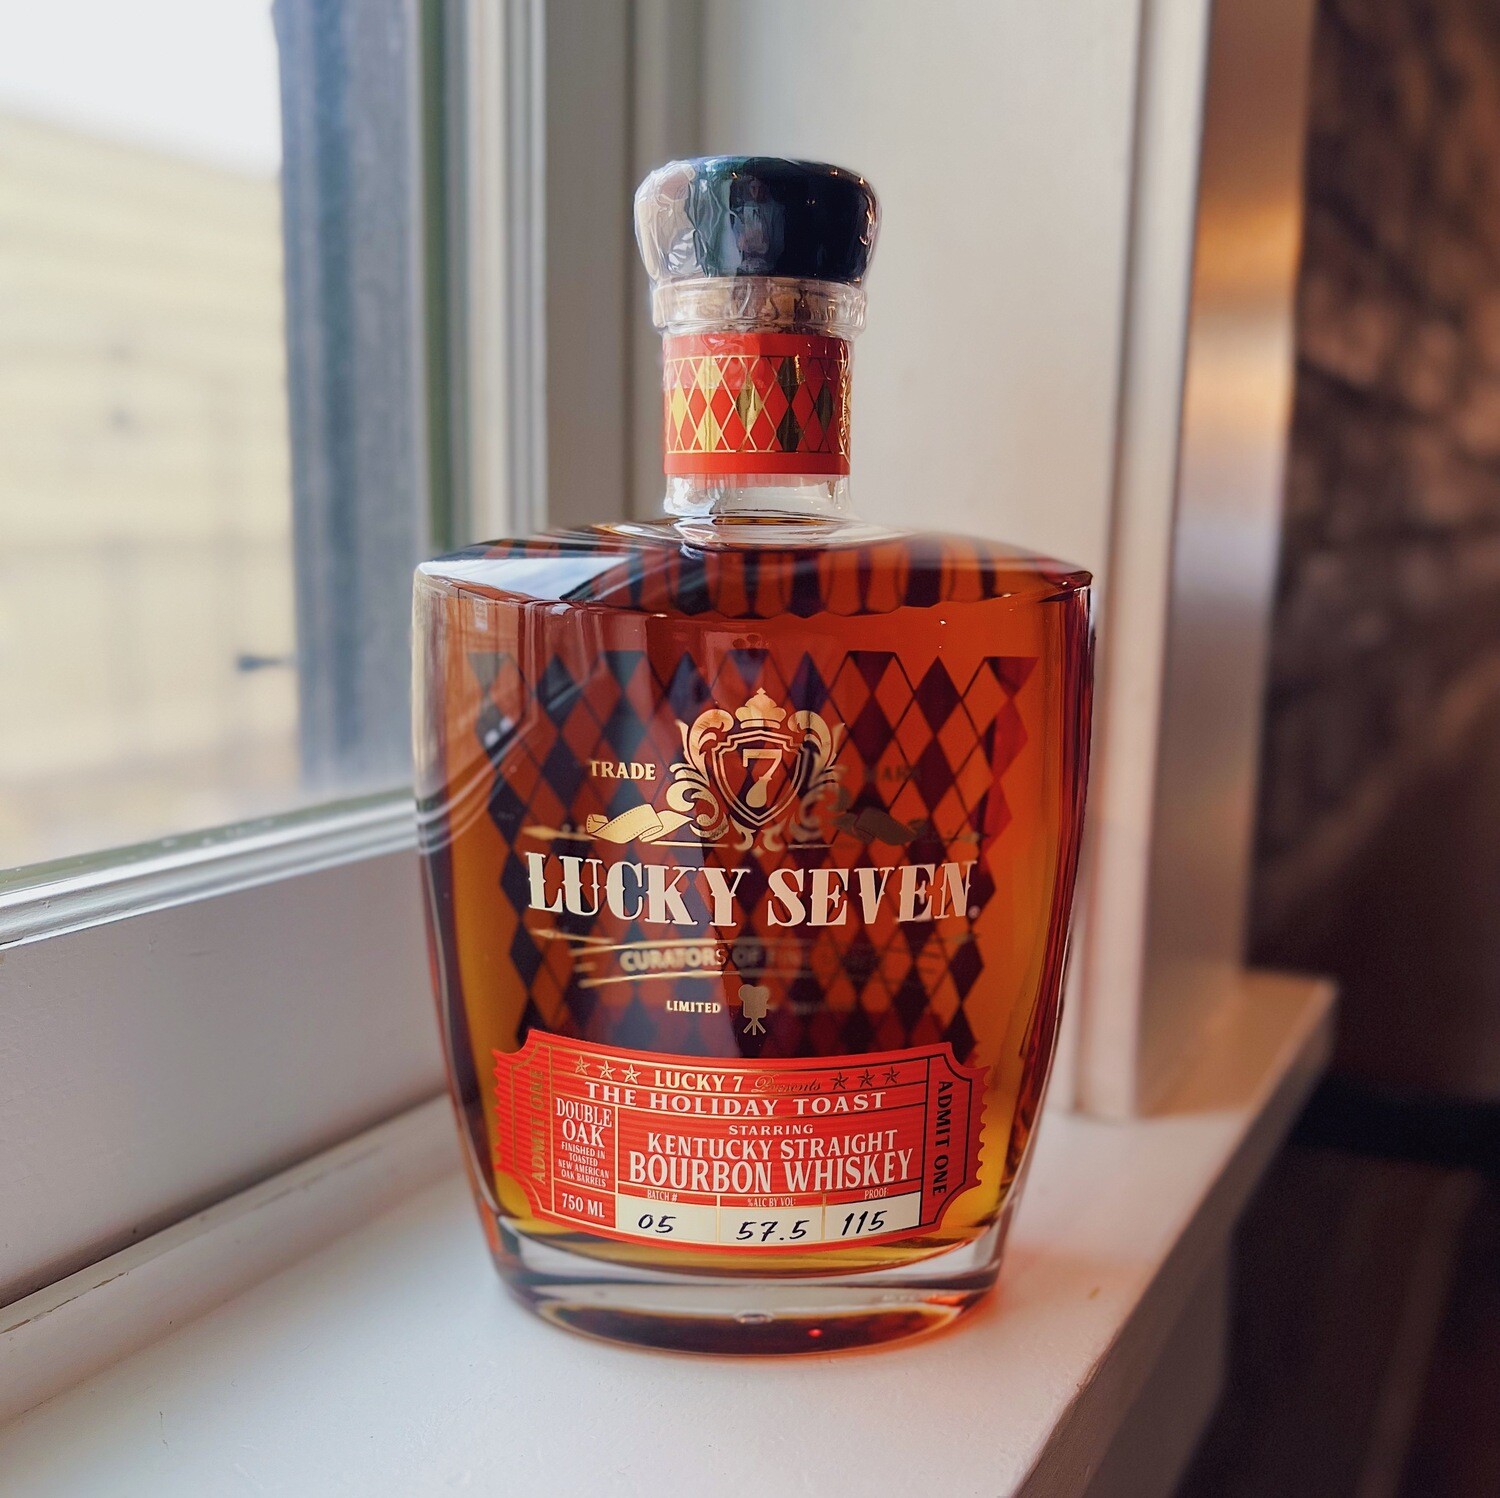 7
TRADE
LUCKY SEVEN
CURATORS OF
LIMITED
LUCKY 7 Presents
THE HOLIDAY TOAST
ADMIT ONE
DOUBLE
OAK
FINISHED IN
TOASTED
NEW AMERICAN
OAK BARRELS
750 ML
STARRING
KENTUCKY STRAIGHT
BOURBON WHISKEY
BATCH #
05
%ALC BY VOL:
57.5
PROOF
115
ADMIT ONE